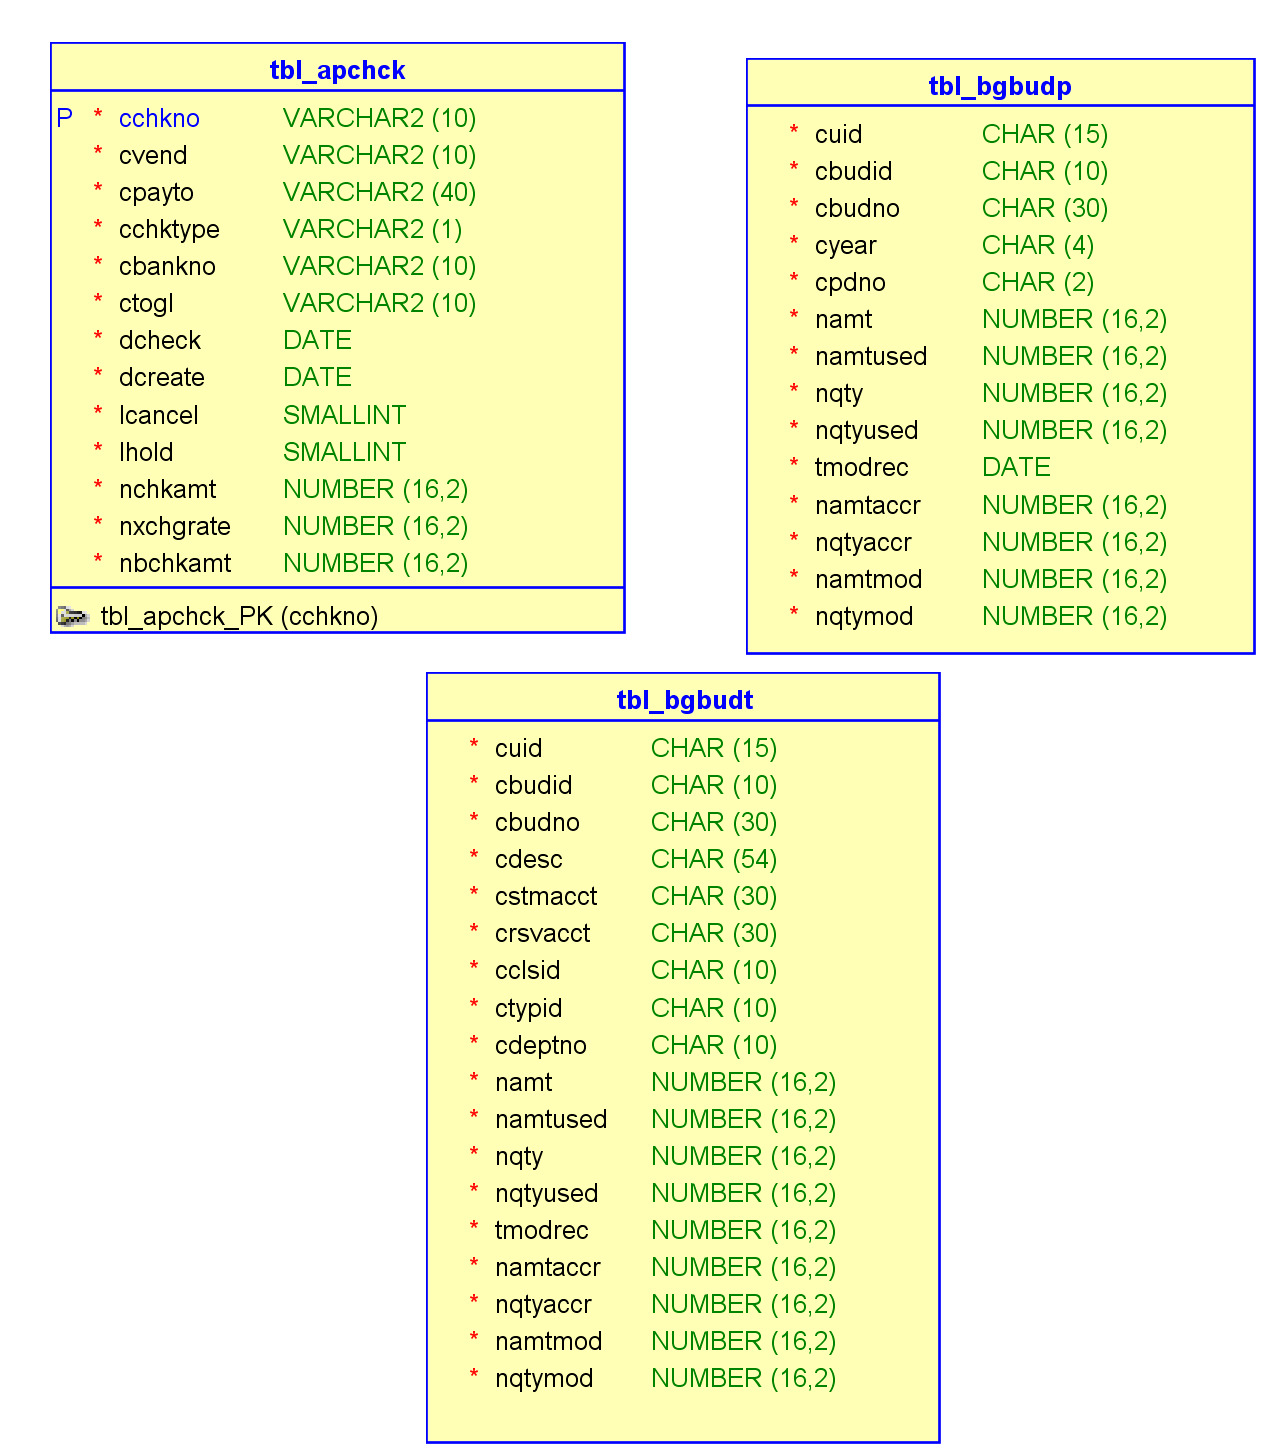 tbl_apchck
P * cchkno VARCHAR2 (10)
* cvend VARCHAR2 (10)
* cpayto VARCHAR2 (40)
* cchktype VARCHAR2 (1)
* cbankno VARCHAR2 (10)
* ctogl VARCHAR2 (10)
* dcheck DATE
* dcreate DATE
* lcancel SMALLINT
* lhold SMALLINT
* nchkamt NUMBER (16,2)
* nxchgrate NUMBER (16,2)
* nbchkamt NUMBER (16,2)
tbl_apchck_PK (cchkno)
tbl_bgbudp
* cuid CHAR (15)
* cbudid CHAR (10)
* cbudno CHAR (30)
* cyear CHAR (4)
* cpdno CHAR (2)
* namt NUMBER (16,2)
* namtused NUMBER (16,2)
* nqty NUMBER (16,2)
* nqtyused NUMBER (16,2)
* tmodrec DATE
* namtaccr NUMBER (16,2)
* nqtyaccr NUMBER (16,2)
* namtmod NUMBER (16,2)
* nqtymod NUMBER (16,2)
tbl_bgbudt
* cuid CHAR (15)
* cbudid CHAR (10)
* cbudno CHAR (30)
* cdesc CHAR (54)
* cstmacct CHAR (30)
* crsvacct CHAR (30)
* cclsid CHAR (10)
* ctypid CHAR (10)
* cdeptno CHAR (10)
* namt NUMBER (16,2)
* namtused NUMBER (16,2)
* nqty NUMBER (16,2)
* nqtyused NUMBER (16,2)
* tmodrec NUMBER (16,2)
* namtaccr NUMBER (16,2)
* nqtyaccr NUMBER (16,2)
* namtmod NUMBER (16,2)
* nqtymod NUMBER (16,2)